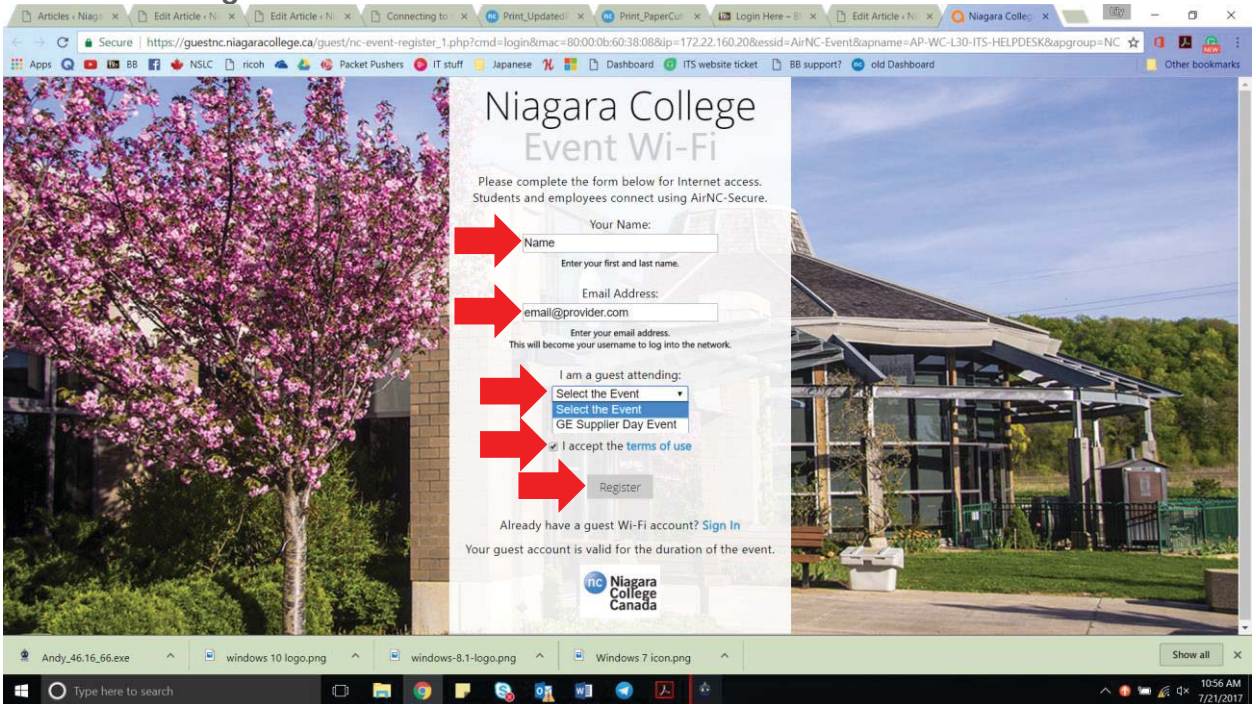 Articles ‹ Niaga
Edit Article ‹ Ni
Edit Article ‹ Ni
Connecting to
Print_Updated
Print_PaperCut
Login Here – B
Edit Article ‹ Ni
Niagara Colleg
Secure | https://guestnc.niagaracollege.ca/guest/nc-event-register_1.php?cmd=login&mac=80:00:0b:60:38:08&ip=172.22.160.20&essid=AirNC-Event&apname=AP-WC-L30-ITS-HELPDESK&apgroup=NC
NEW
Apps BB NSLC ricoh Packet Pushers IT stuff Japanese Dashboard ITS website ticket BB support? old Dashboard Other bookmarks
Niagara College
Event Wi-Fi
Please complete the form below for Internet access.
Students and employees connect using AirNC-Secure.
Your Name:
Name
Enter your first and last name.
Email Address:
email@provider.com
Enter your email address.
This will become your username to log into the network.
I am a guest attending:
Select the Event
Select the Event
GE Supplier Day Event
I accept the terms of use
Register
Already have a guest Wi-Fi account? Sign In
Your guest account is valid for the duration of the event.
nc Niagara
College
Canada
Andy_46.16_66.exe
windows 10 logo.png
windows-8.1-logo.png
Windows 7 icon.png
Show all
Type here to search
10:56 AM
7/21/2017